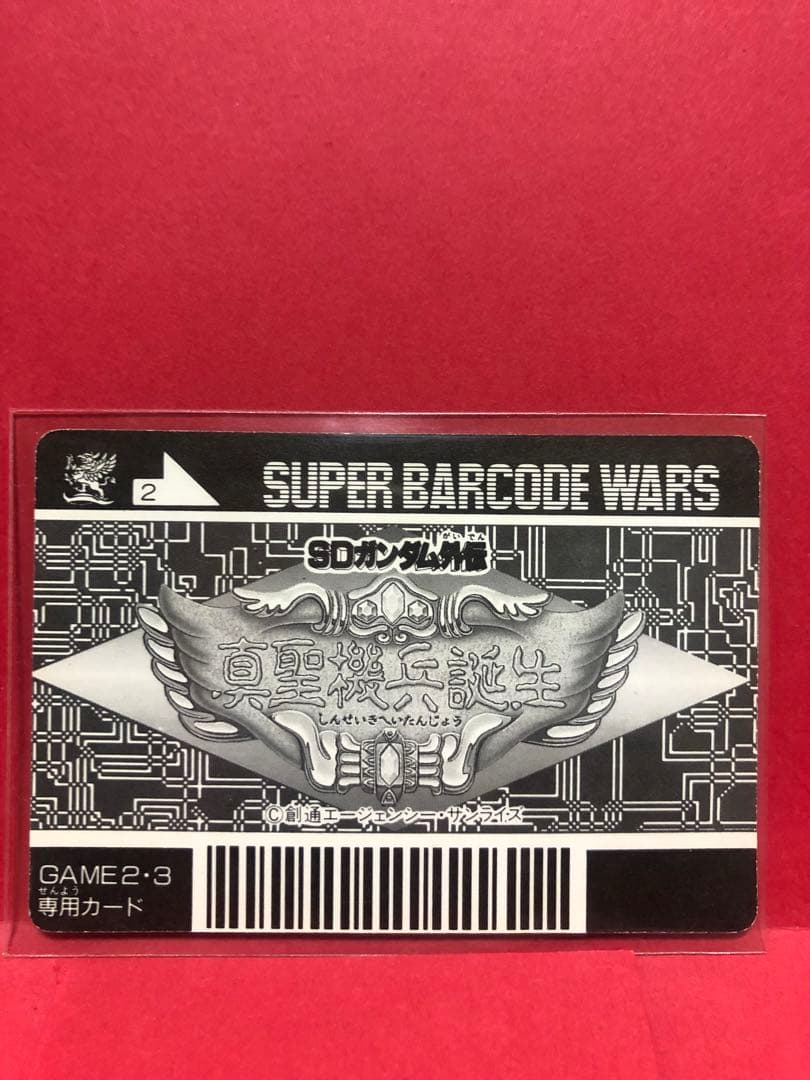 2
SUPER BARCODE WARS
がいでん
SDガンダム外伝
真聖機兵誕生
しんせいきへいたんじょう
©創通エージェンシー・サンライズ
GAME2・3
せんよう
専用カード